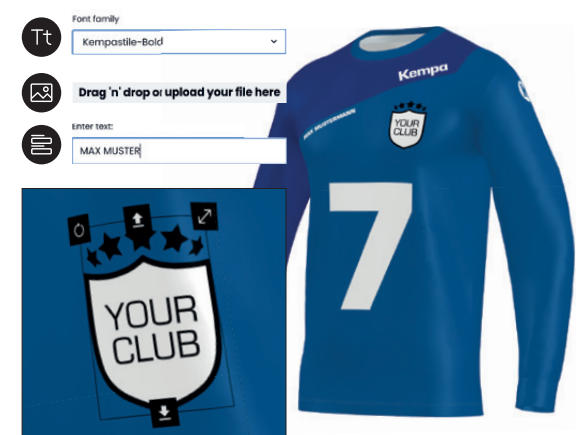 Tt
Font family
Kempastile-Bold
Drag 'n' drop or upload your file here
Enter text:
MAX MUSTER
Kempa
MAX MUSTERMANN
YOUR
CLUB
7
YOUR
CLUB